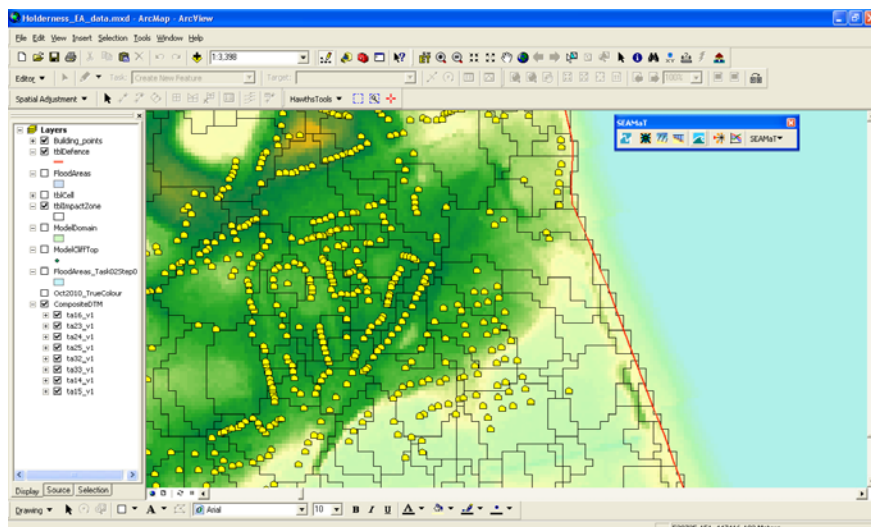 Holderness_EA_data.mxd - ArcMap - ArcView
File Edit View Insert Selection Tools Window Help
1:3,398
Editor Task: Create New Feature Target: 100%
Spatial Adjustment HawthsTools
SEAMaT
SEAMaT
Layers
Building_points
tblDefence
FloodAreas
tblCell
tblImpactZone
ModelDomain
ModelCliffTop
FloodAreas_Task02Step0
Oct2010_TrueColour
CompositeDTM
ta16_v1
ta23_v1
ta24_v1
ta25_v1
ta32_v1
ta33_v1
ta14_v1
ta15_v1
Display Source Selection
Drawing A Arial 10 B I U A